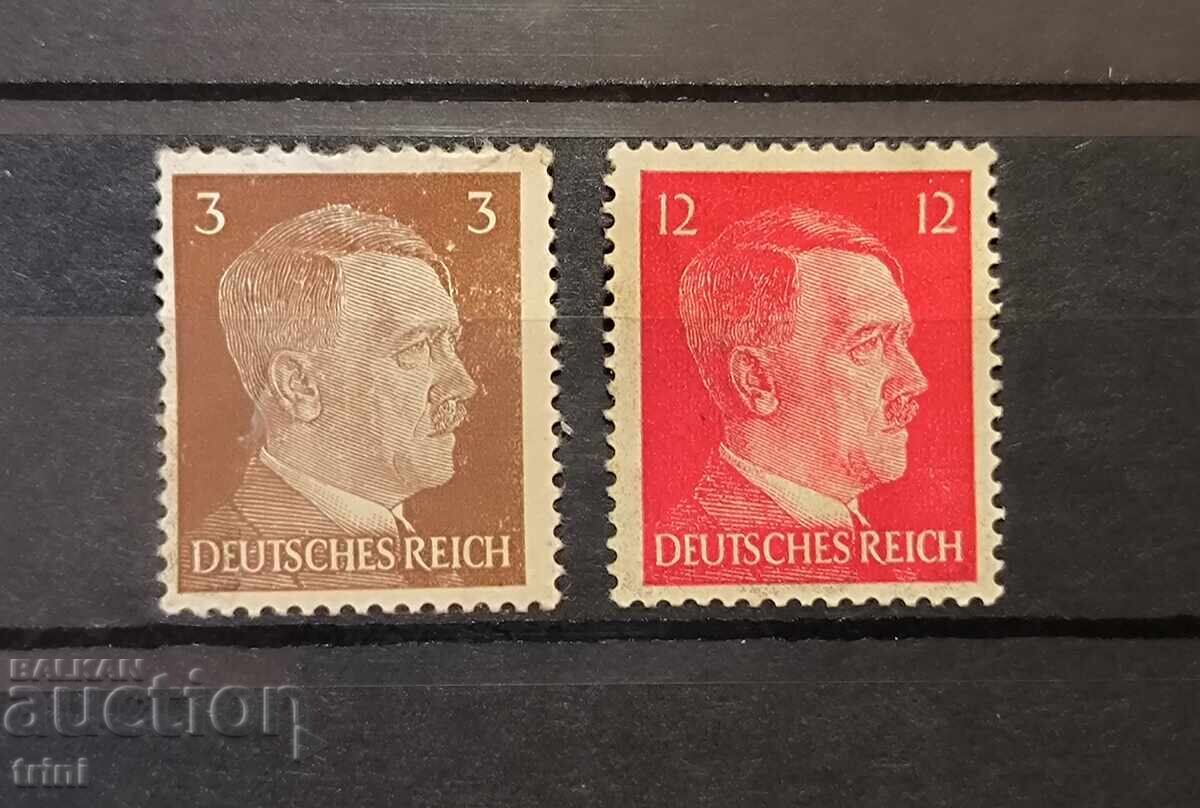 3 3
DEUTSCHES REICH
12 12
DEUTSCHES REICH
BALKAN
auction
trini